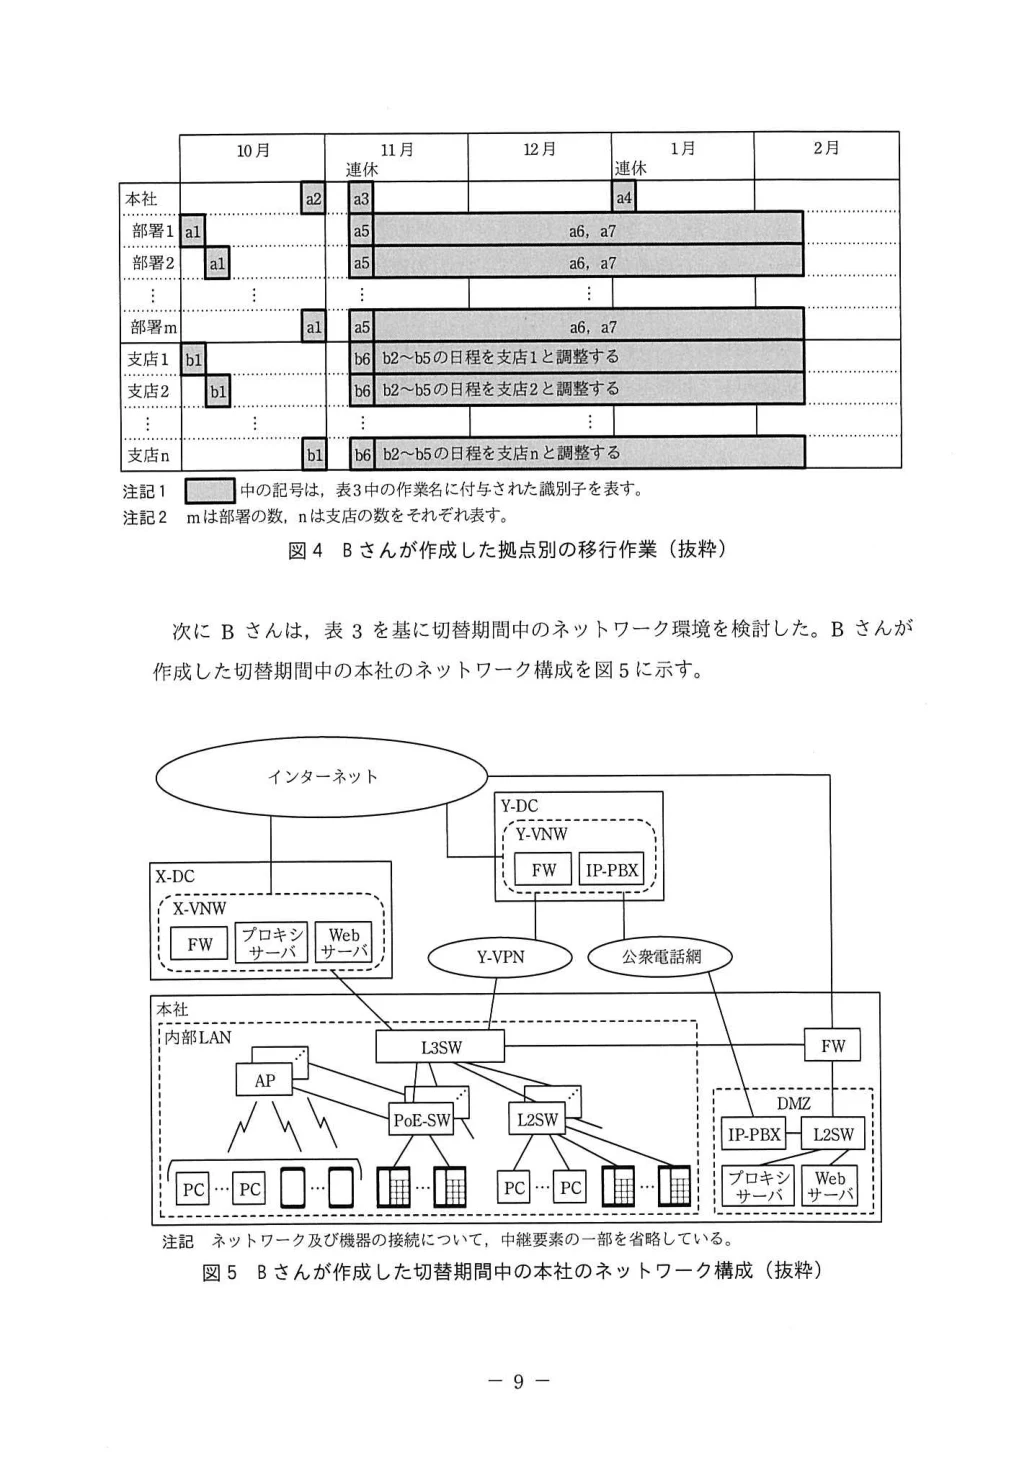 10月 11月 12月 1月 2月
連休 連休
本社 a2 a3 a4
部署1 a1 a5 a6，a7
部署2 a1 a5 a6，a7
⋮ ⋮ ⋮ ⋮
部署m a1 a5 a6，a7
支店1 b1 b6 b2～b5の日程を支店1と調整する
支店2 b1 b6 b2～b5の日程を支店2と調整する
⋮ ⋮ ⋮ ⋮
支店n b1 b6 b2～b5の日程を支店nと調整する
注記1 中の記号は，表3中の作業名に付与された識別子を表す。
注記2 mは部署の数，nは支店の数をそれぞれ表す。
図4 Bさんが作成した拠点別の移行作業（抜粋）
次に B さんは，表 3 を基に切替期間中のネットワーク環境を検討した。B さんが
作成した切替期間中の本社のネットワーク構成を図5に示す。
インターネット
Y-DC
Y-VNW
FW IP-PBX
X-DC
X-VNW
FW
プロキシ
サーバ
Web
サーバ
Y-VPN
公衆電話網
本社
内部LAN
L3SW
FW
AP
PoE-SW
L2SW
DMZ
IP-PBX L2SW
プロキシ
サーバ
Web
サーバ
PC … PC … … PC … PC …
注記 ネットワーク及び機器の接続について，中継要素の一部を省略している。
図5 Bさんが作成した切替期間中の本社のネットワーク構成（抜粋）
－ 9 －